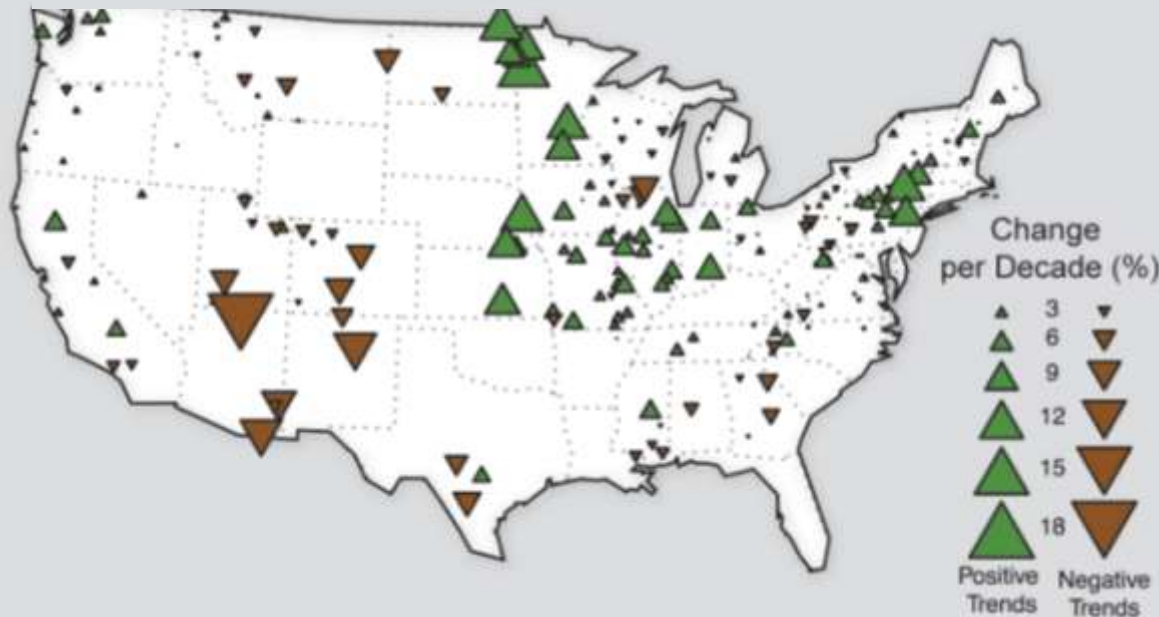 Change
per Decade (%)
3
6
9
12
15
18
Positive Negative
Trends Trends